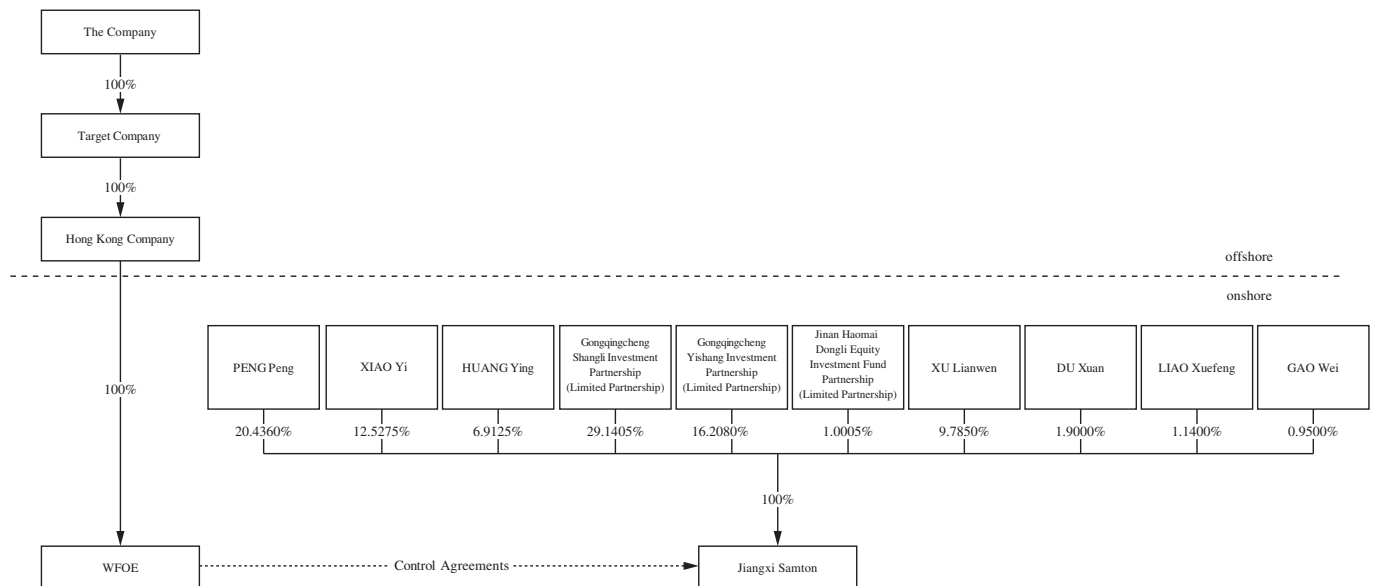 The Company
100%
Target Company
100%
Hong Kong Company
offshore
onshore
PENG Peng
XIAO Yi
HUANG Ying
Gongqingcheng
Shangli Investment
Partnership
(Limited Partnership)
Gongqingcheng
Yishang Investment
Partnership
(Limited Partnership)
Jinan Haomai
Dongli Equity
Investment Fund
Partnership
(Limited Partnership)
XU Lianwen
DU Xuan
LIAO Xuefeng
GAO Wei
100%
20.4360%
12.5275%
6.9125%
29.1405%
16.2080%
1.0005%
9.7850%
1.9000%
1.1400%
0.9500%
100%
WFOE
Control Agreements
Jiangxi Samton